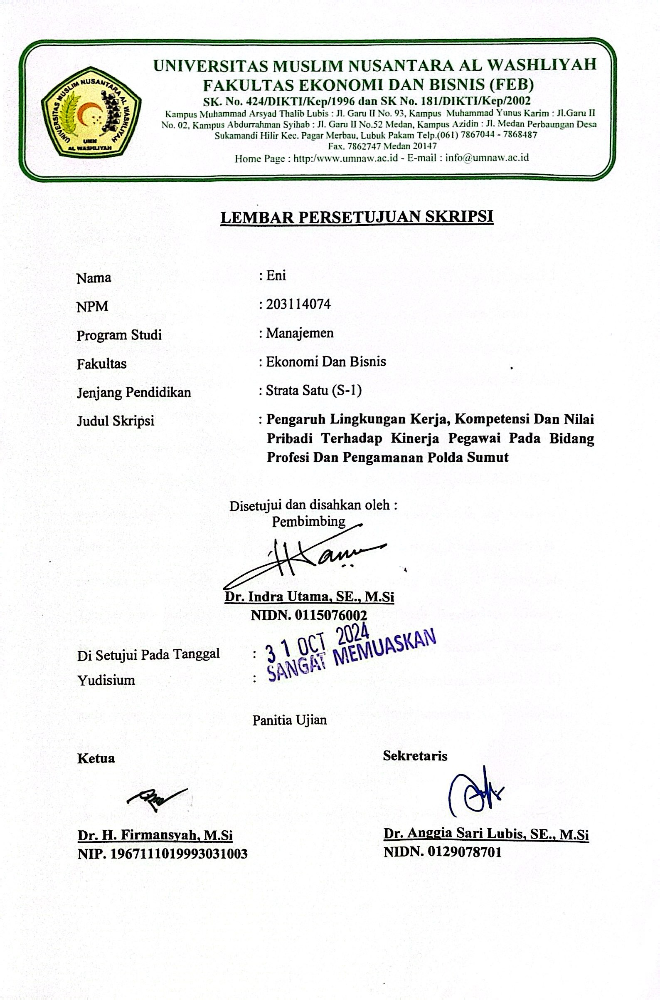 UNIVERSITAS MUSLIM NUSANTARA AL WASHLIYAH
UMN
AL WASHLIYAH
UNIVERSITAS MUSLIM NUSANTARA AL WASHLIYAH
FAKULTAS EKONOMI DAN BISNIS (FEB)
SK. No. 424/DIKTI/Kep/1996 dan SK No. 181/DIKTI/Kep/2002
Kampus Muhammad Arsyad Thalib Lubis : Jl. Garu II No. 93, Kampus Muhammad Yunus Karim : Jl.Garu II
No. 02, Kampus Abdurrahman Syihab : Jl. Garu II No.52 Medan, Kampus Azidin : Jl. Medan Perbaungan Desa
Sukamandi Hilir Kec. Pagar Merbau, Lubuk Pakam Telp.(061) 7867044 - 7868487
Fax. 7862747 Medan 20147
Home Page : http:/www.umnaw.ac.id - E-mail : info@umnaw.ac.id
LEMBAR PERSETUJUAN SKRIPSI
Nama : Eni
NPM : 203114074
Program Studi : Manajemen
Fakultas : Ekonomi Dan Bisnis
Jenjang Pendidikan : Strata Satu (S-1)
Judul Skripsi : Pengaruh Lingkungan Kerja, Kompetensi Dan Nilai
Pribadi Terhadap Kinerja Pegawai Pada Bidang
Profesi Dan Pengamanan Polda Sumut
Disetujui dan disahkan oleh :
Pembimbing
Dr. Indra Utama, SE., M.Si
NIDN. 0115076002
Di Setujui Pada Tanggal : 31 OCT 2024
Yudisium : SANGAT MEMUASKAN
Panitia Ujian
Ketua Sekretaris
Dr. H. Firmansyah, M.Si Dr. Anggia Sari Lubis, SE., M.Si
NIP. 1967111019993031003 NIDN. 0129078701